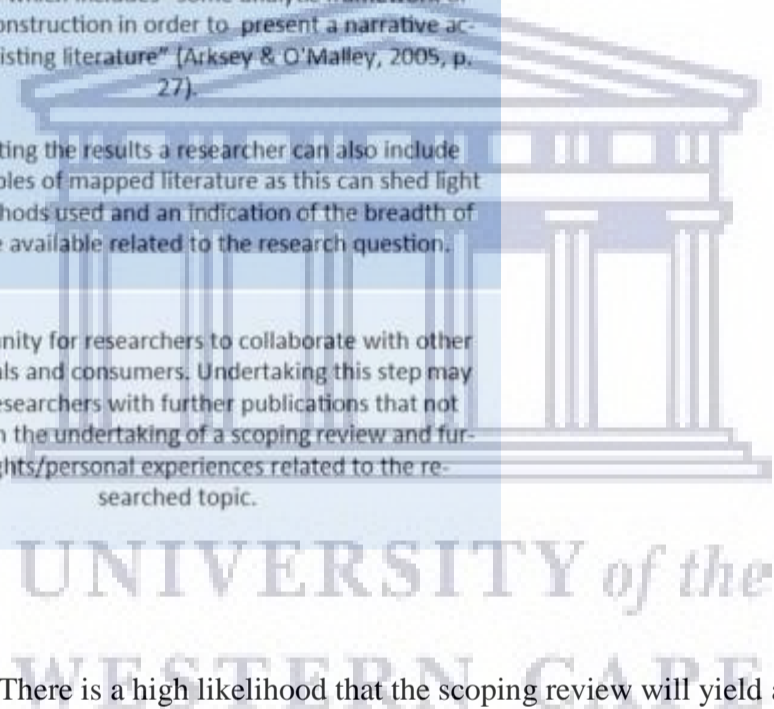 onstruction in order to present a narrative ac-
isting literature" (Arksey & O'Malley, 2005, p.
27).
ting the results a researcher can also include
ples of mapped literature as this can shed light
hods used and an indication of the breadth of
e available related to the research question.
nity for researchers to collaborate with other
ls and consumers. Undertaking this step may
esearchers with further publications that not
n the undertaking of a scoping review and fur-
ghts/personal experiences related to the re-
searched topic.
UNIVERSITY of the
WESTERN CAPE
There is a high likelihood that the scoping review will yield a